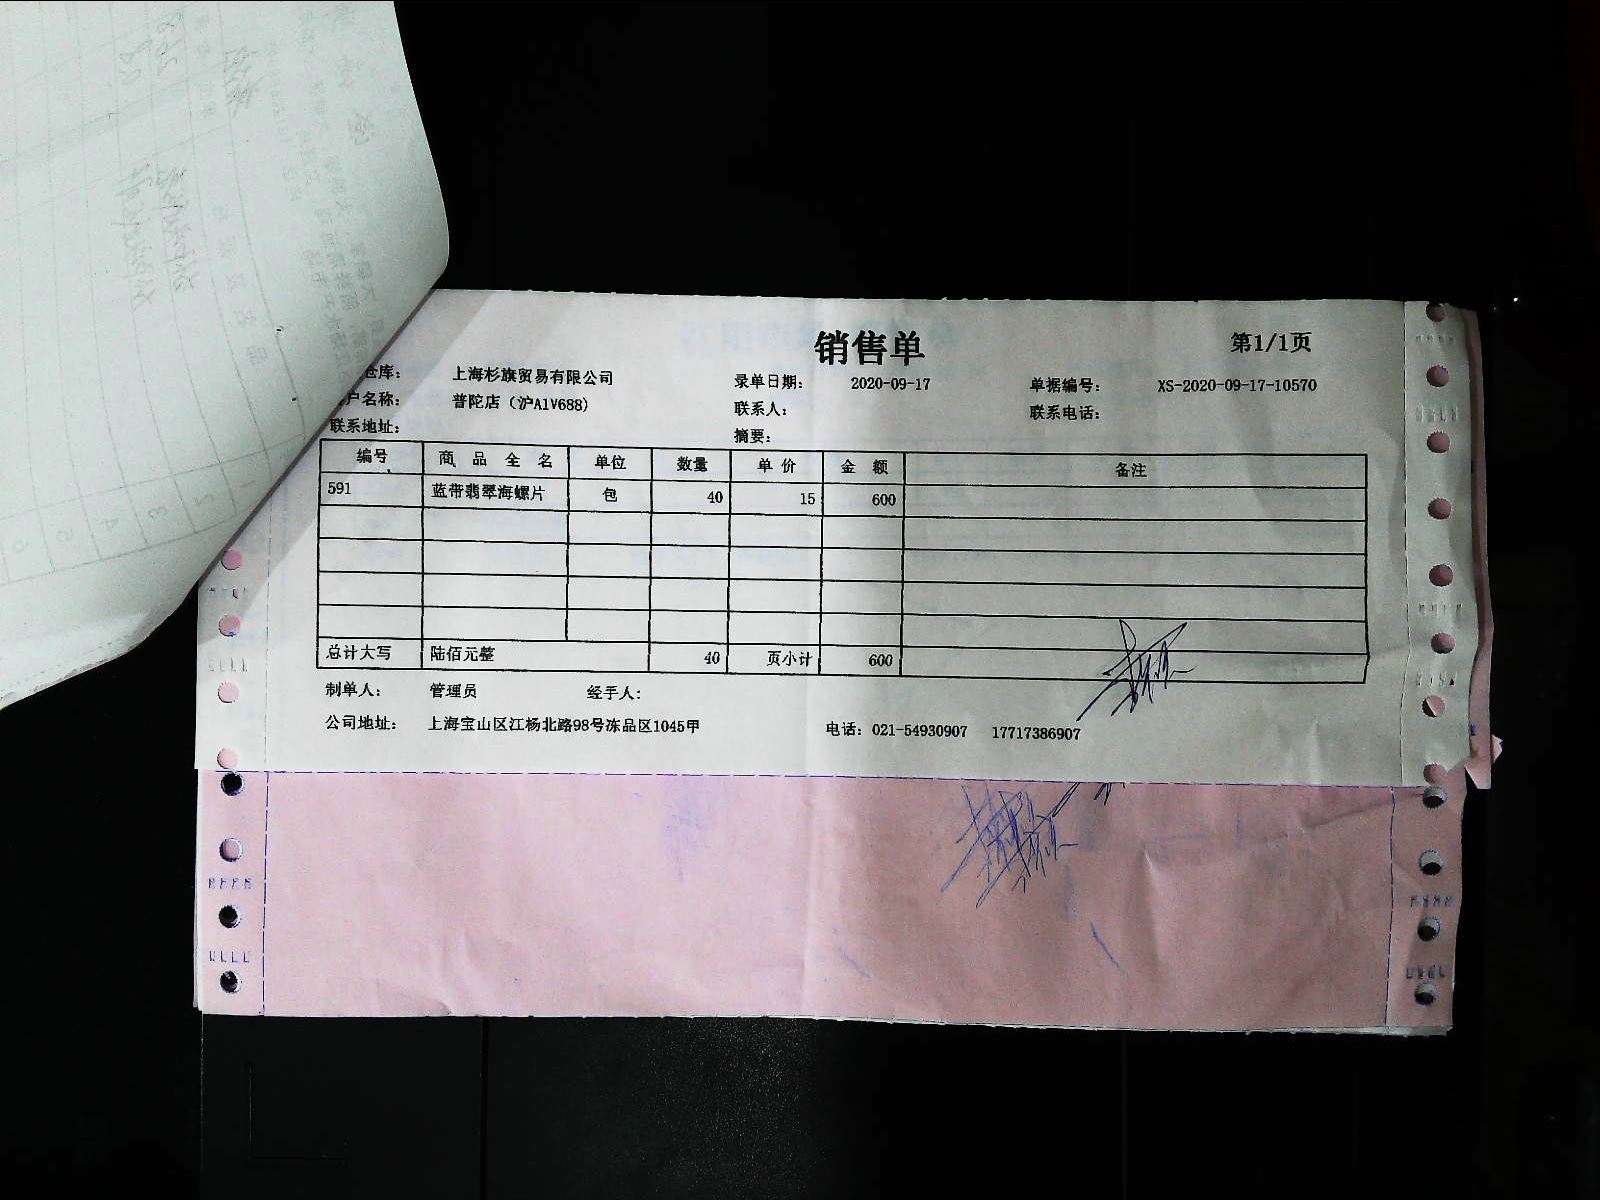 销售单
第1/1页
仓库： 上海杉旗贸易有限公司 录单日期： 2020-09-17 单据编号： XS-2020-09-17-10570
户名称： 普陀店（沪A1V688） 联系人： 联系电话：
联系地址： 摘要：
编号 商品全名 单位 数量 单价 金额 备注
591 蓝带翡翠海螺片 包 40 15 600
总计大写 陆佰元整 40 页小计 600
制单人： 管理员 经手人：
公司地址： 上海宝山区江杨北路98号冻品区1045甲 电话：021-54930907 17717386907